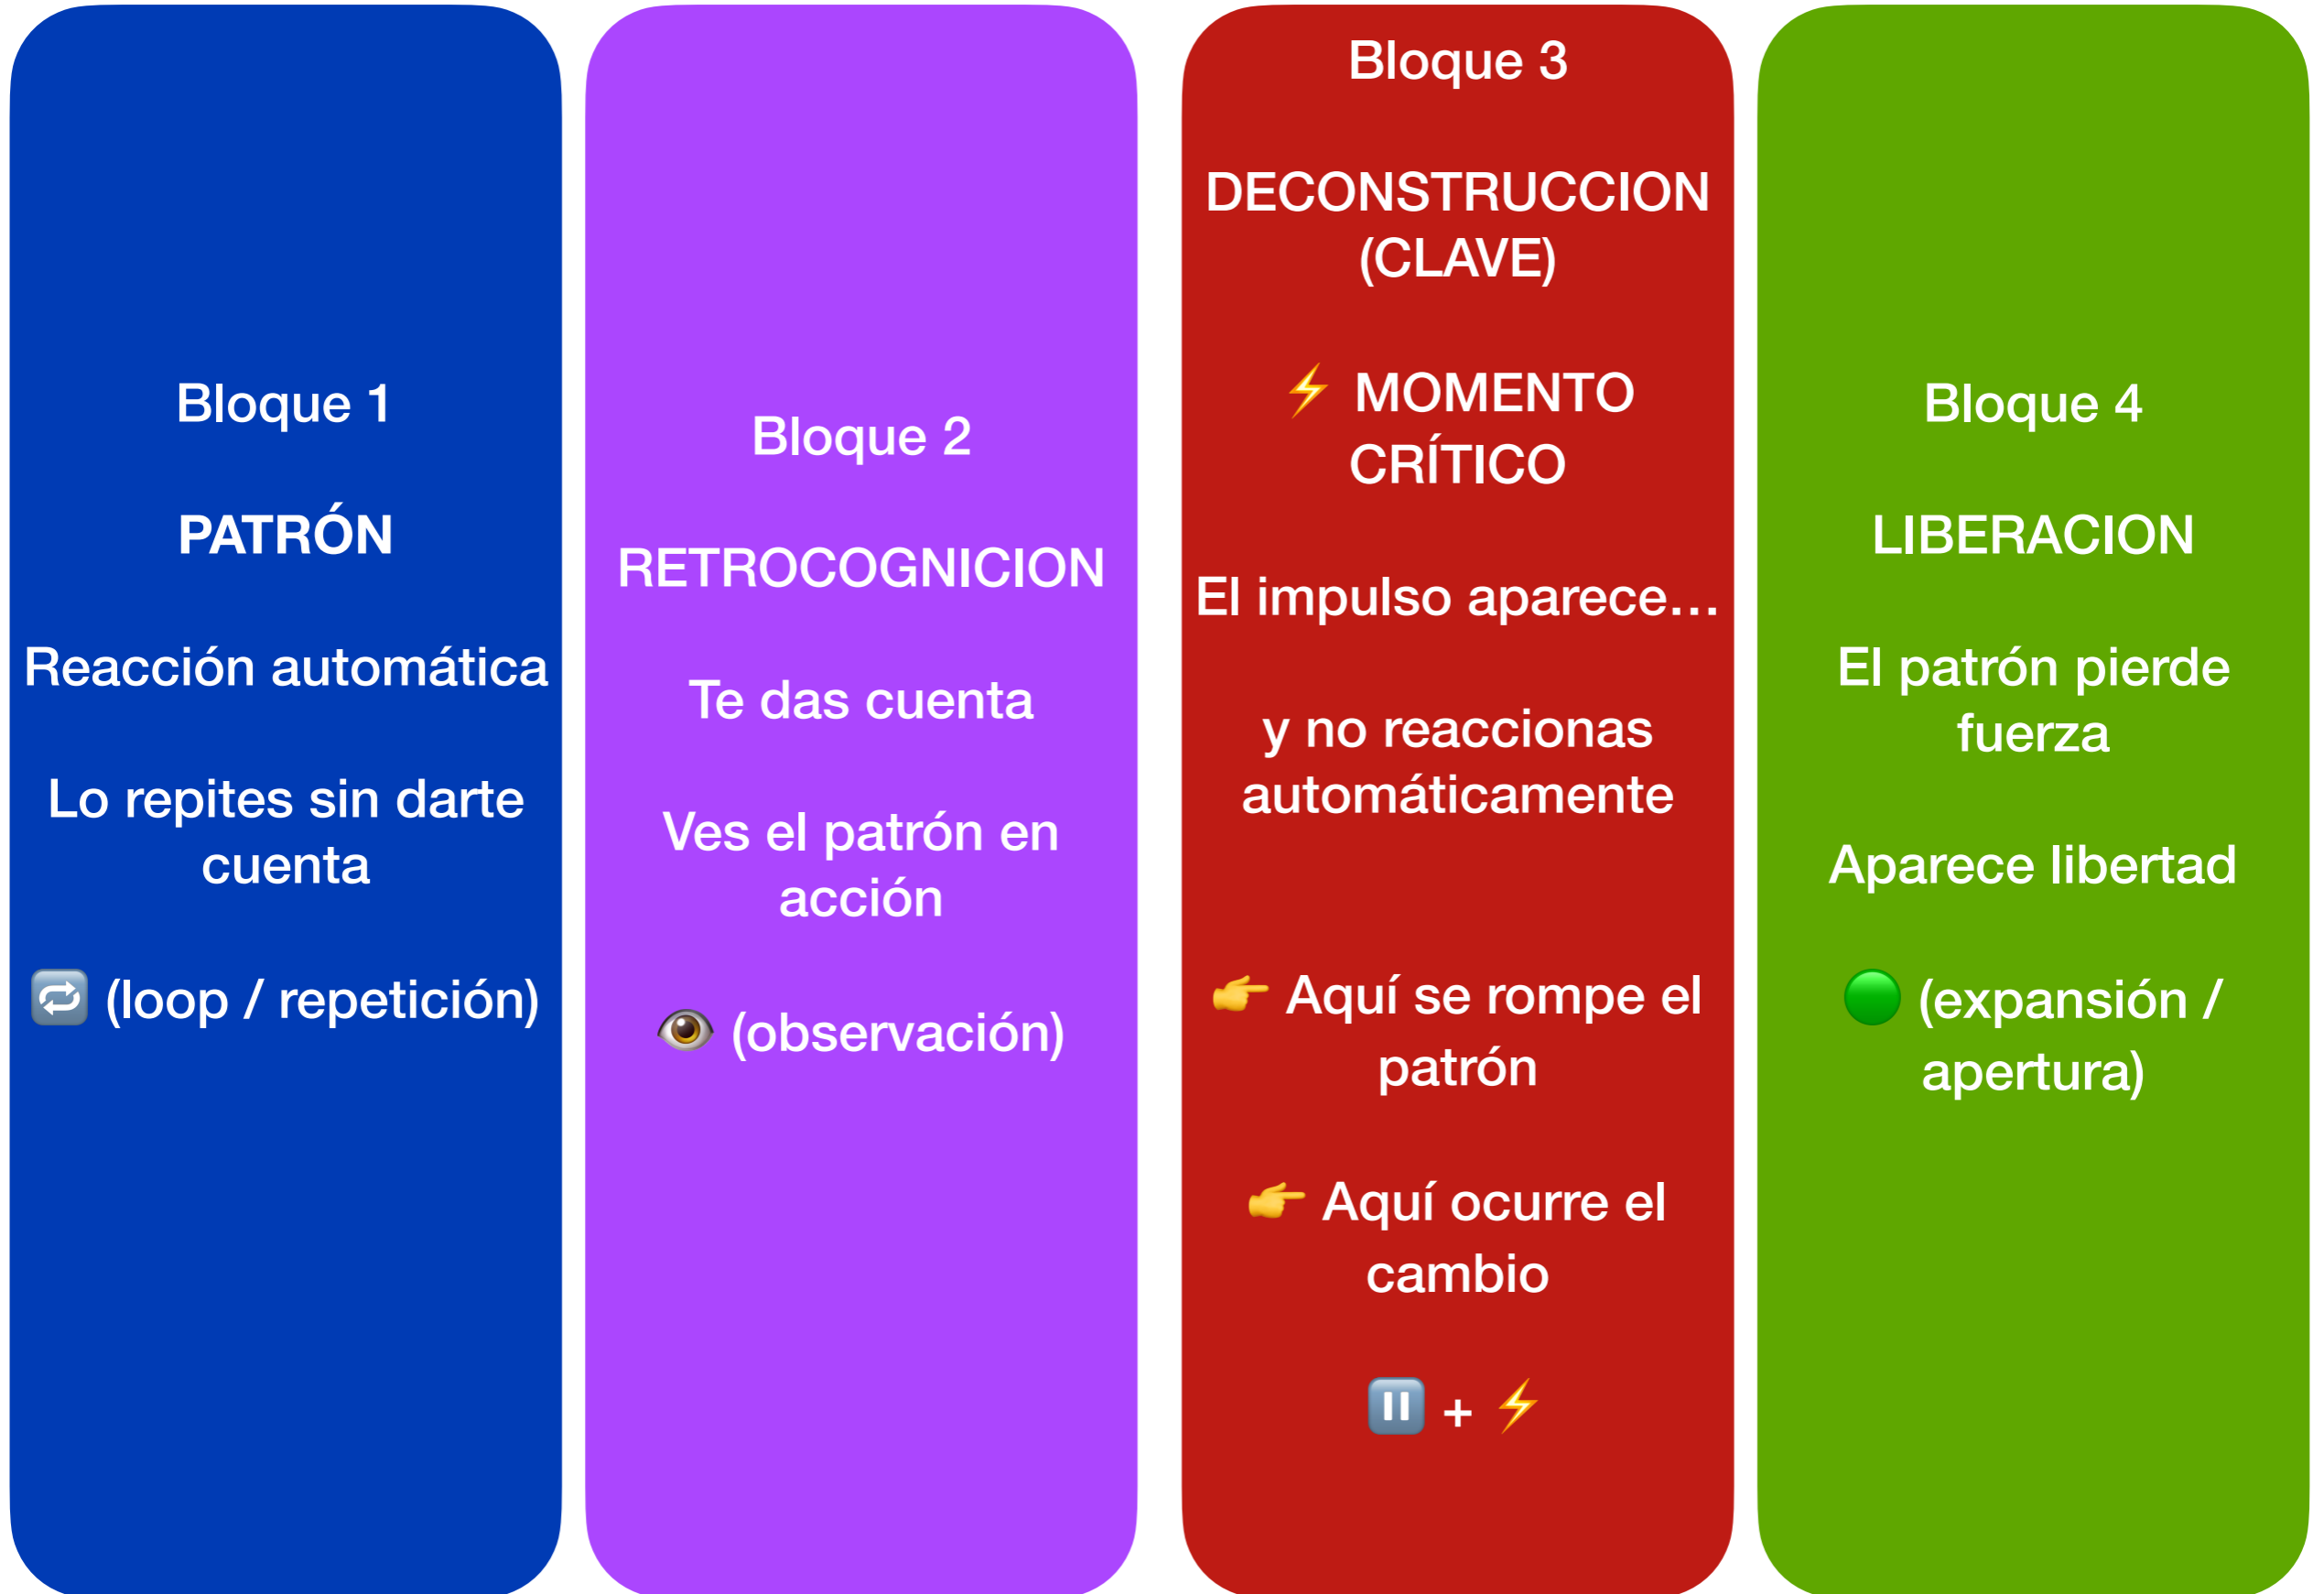 Bloque 1
PATRÓN
Reacción automática
Lo repites sin darte
cuenta
🔁 (loop / repetición)
Bloque 2
RETROCOGNICION
Te das cuenta
Ves el patrón en
acción
👁️ (observación)
Bloque 3
DECONSTRUCCION
(CLAVE)
⚡ MOMENTO
CRÍTICO
El impulso aparece…
y no reaccionas
automáticamente
👉 Aquí se rompe el
patrón
👉 Aquí ocurre el
cambio
⏸️ + ⚡
Bloque 4
LIBERACION
El patrón pierde
fuerza
Aparece libertad
🟢 (expansión /
apertura)